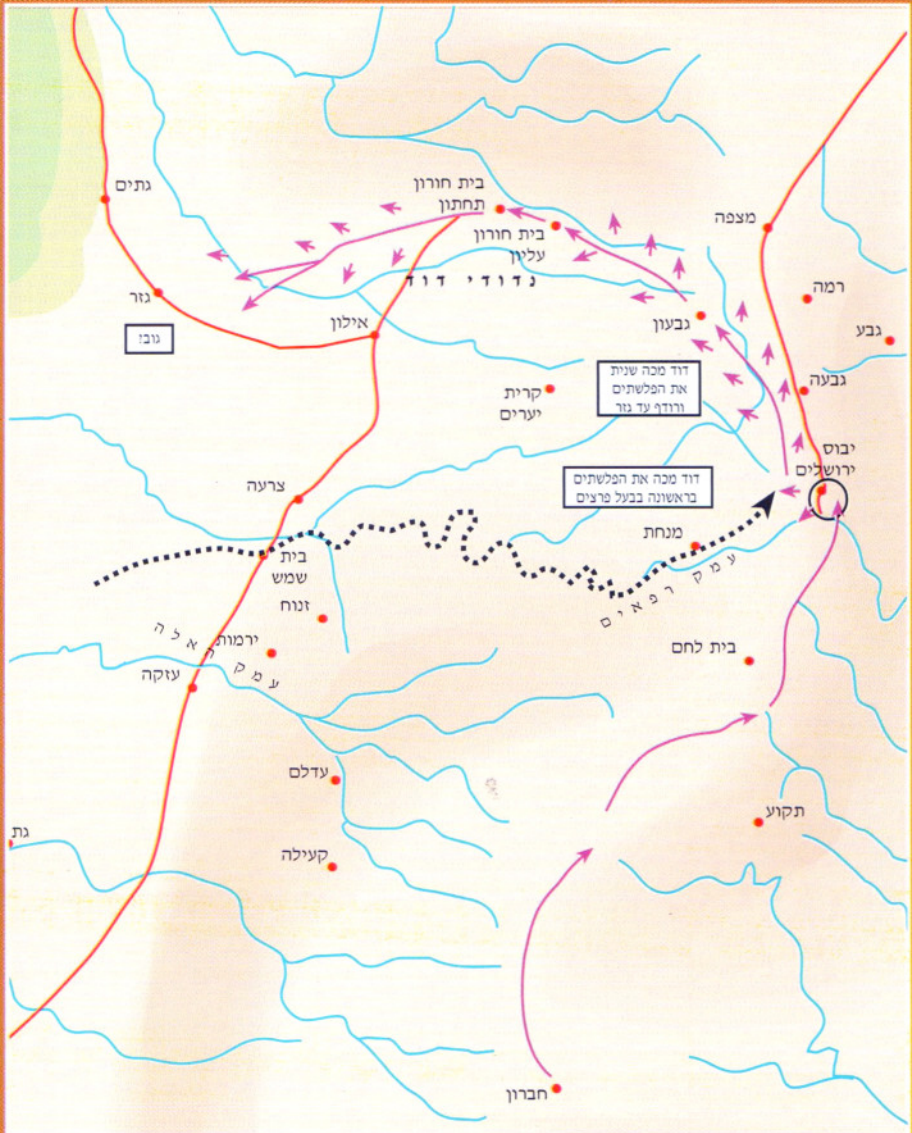 גתים
בית חורון
תחתון
בית חורון
עליון
מצפה
נדודי דוד
רמה
גזר
גוב!
אילון
גבעון
גבע
דוד מכה שנית
את הפלשתים
ורודף עד גזר
גבעה
קרית
יערים
יבוס
ירושלים
צרעה
דוד מכה את הפלשתים
בראשונה בבעל פרצים
מנחת
עמק רפאים
בית
שמש
זנוח
ירמות
עמק האלה
בית לחם
עזקה
עדלם
תקוע
גת
קעילה
חברון